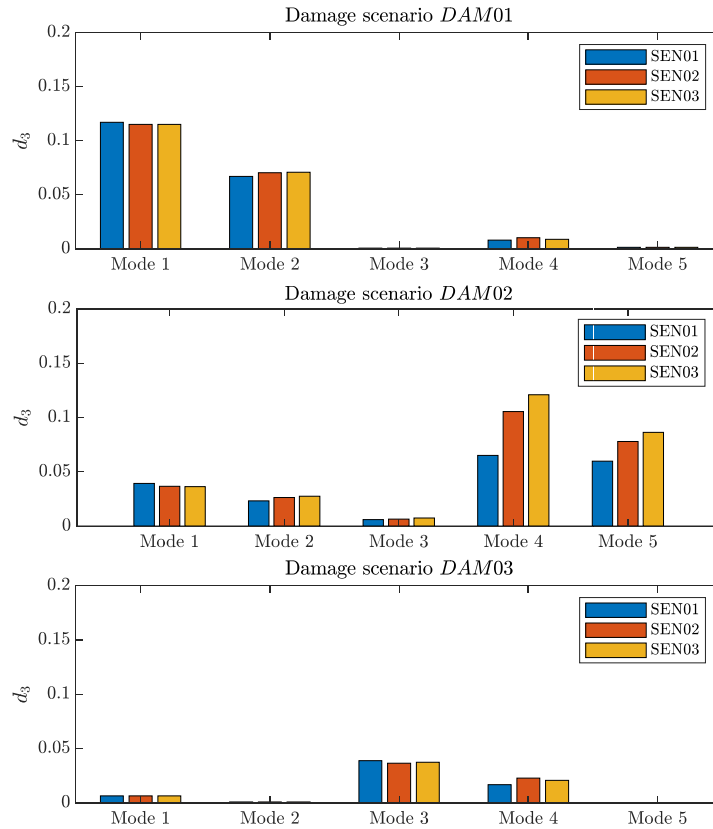 Damage scenario DAM01
0.2
0.15
0.1
0.05
0
d3
SEN01
SEN02
SEN03
Mode 1 Mode 2 Mode 3 Mode 4 Mode 5
Damage scenario DAM02
0.2
0.15
0.1
0.05
0
d3
SEN01
SEN02
SEN03
Mode 1 Mode 2 Mode 3 Mode 4 Mode 5
Damage scenario DAM03
0.2
0.15
0.1
0.05
0
d3
SEN01
SEN02
SEN03
Mode 1 Mode 2 Mode 3 Mode 4 Mode 5